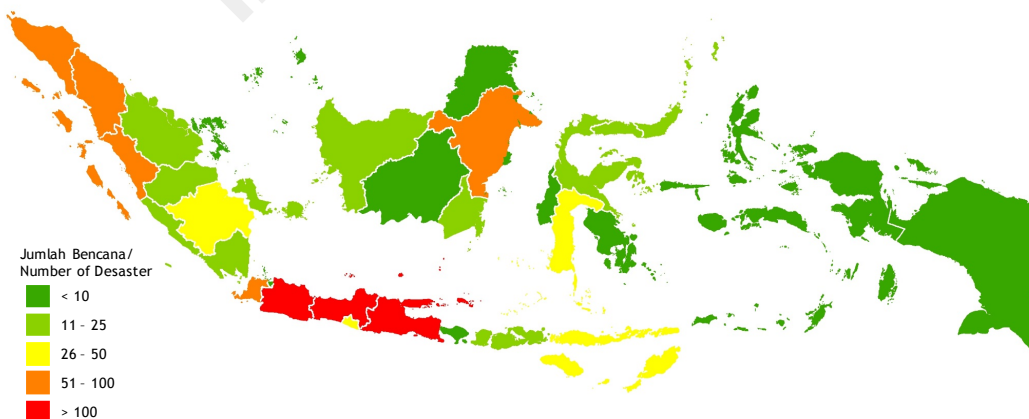 Jumlah Bencana/
Number of Desaster
< 10
11 - 25
26 - 50
51 - 100
> 100